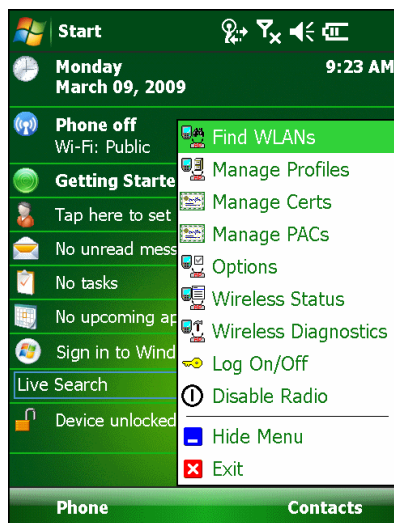 Start
Monday 9:23 AM
March 09, 2009
Phone off
Wi-Fi: Public
Getting Starte
Tap here to set
No unread mess
No tasks
No upcoming ap
Sign in to Wind
Live Search
Device unlocked
Find WLANs
Manage Profiles
Manage Certs
Manage PACs
Options
Wireless Status
Wireless Diagnostics
Log On/Off
Disable Radio
Hide Menu
Exit
Phone Contacts